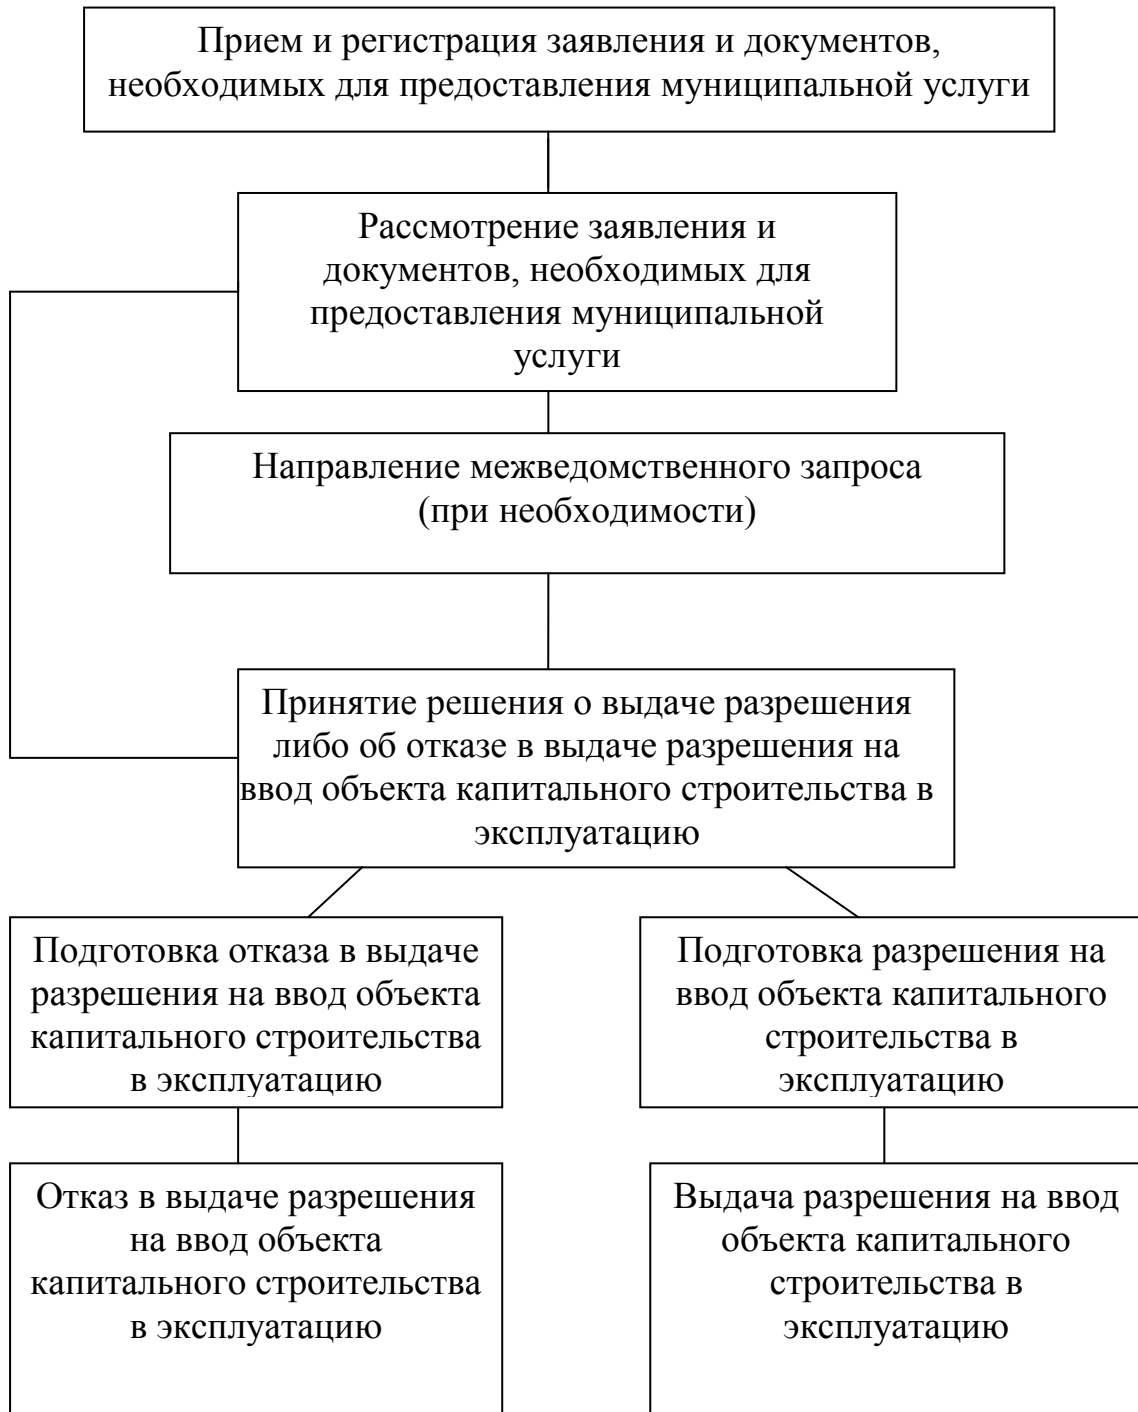 Прием и регистрация заявления и документов,
необходимых для предоставления муниципальной услуги
Рассмотрение заявления и
документов, необходимых для
предоставления муниципальной
услуги
Направление межведомственного запроса
(при необходимости)
Принятие решения о выдаче разрешения
либо об отказе в выдаче разрешения на
ввод объекта капитального строительства в
эксплуатацию
Подготовка отказа в выдаче
разрешения на ввод объекта
капитального строительства
в эксплуатацию
Подготовка разрешения на
ввод объекта капитального
строительства в
эксплуатацию
Отказ в выдаче разрешения
на ввод объекта
капитального строительства
в эксплуатацию
Выдача разрешения на ввод
объекта капитального
строительства в
эксплуатацию